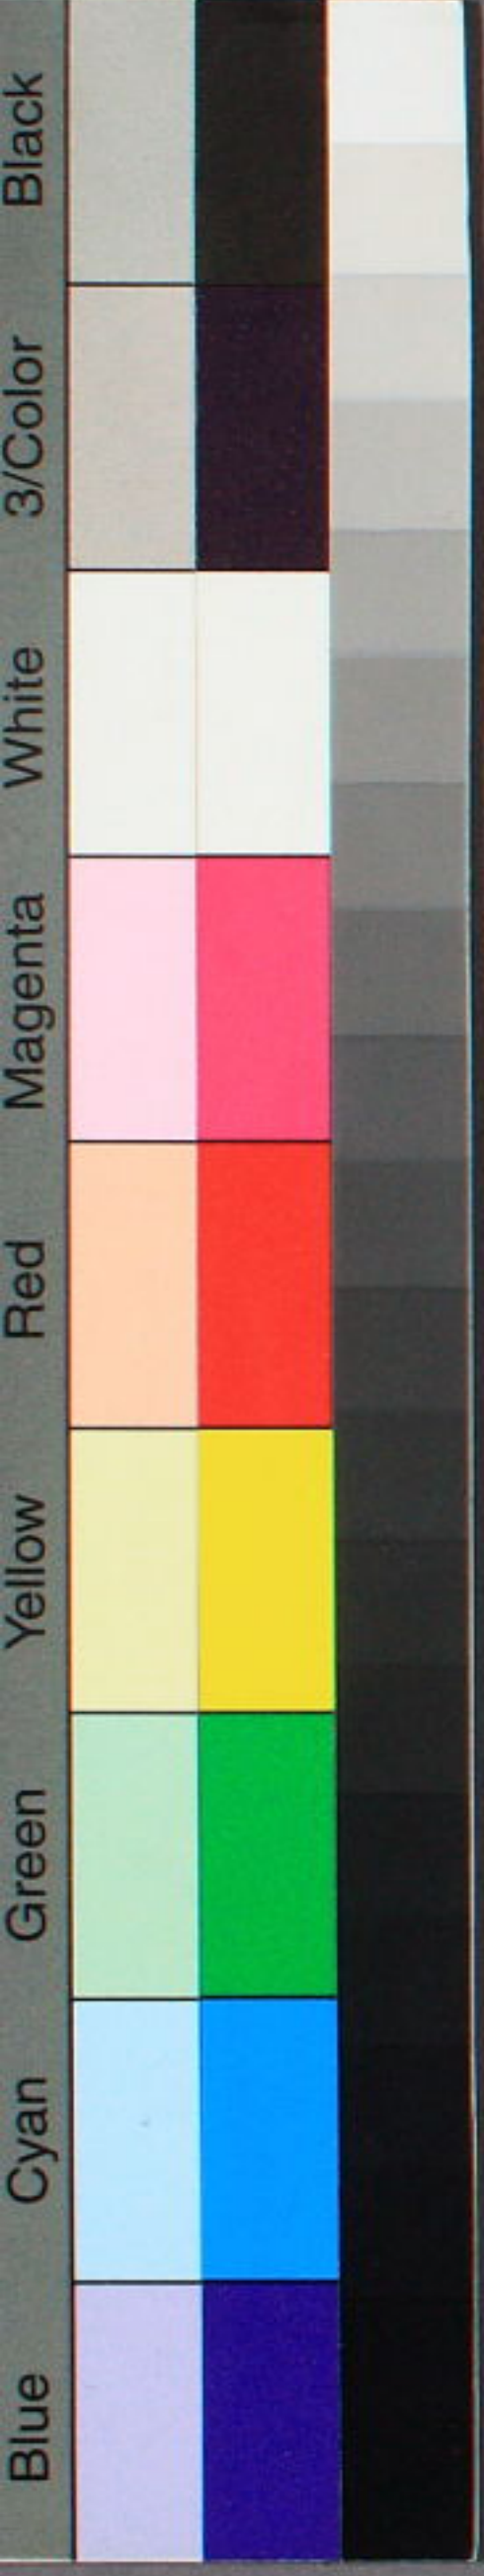 Black
3/Color
White
Magenta
Red
Yellow
Green
Cyan
Blue